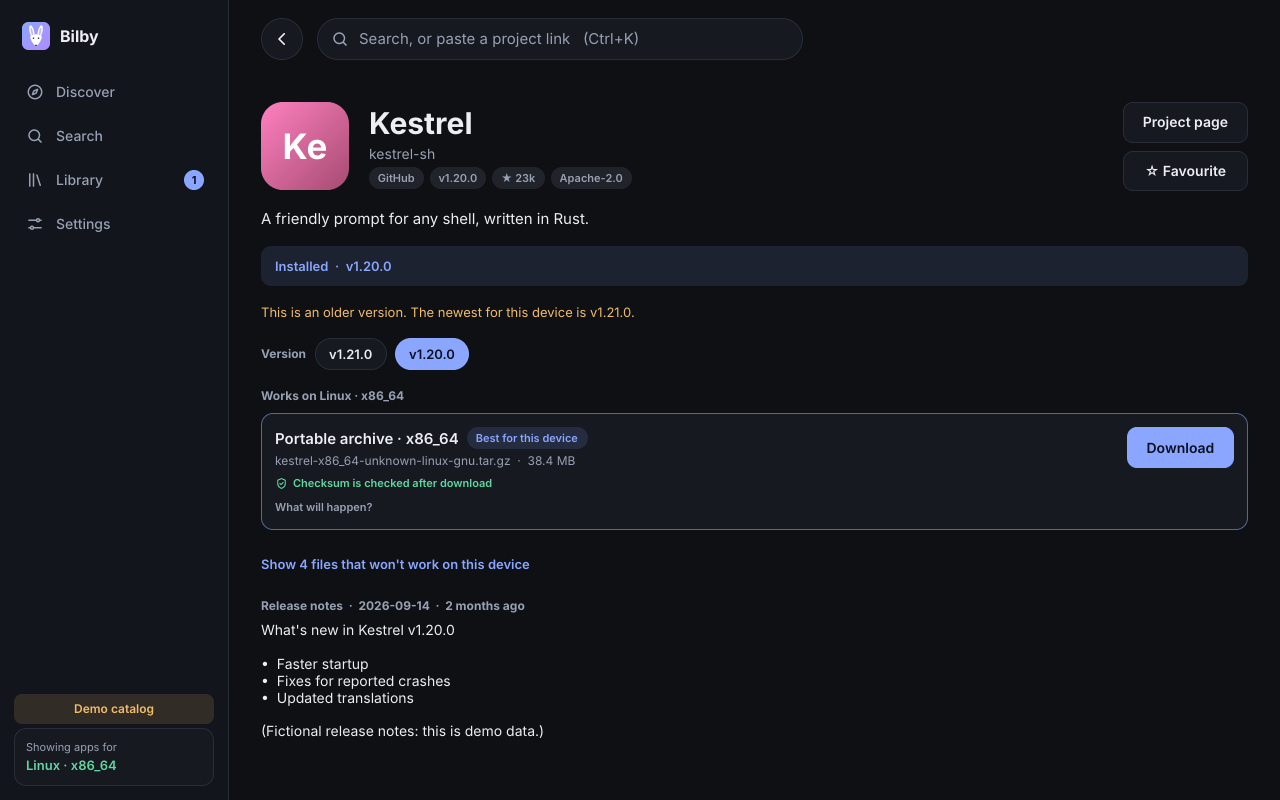 Bilby
Discover
Search
Library 1
Settings
Demo catalog
Showing apps for
Linux · x86_64
Search, or paste a project link (Ctrl+K)
Ke
Kestrel
kestrel-sh
GitHub v1.20.0 ★ 23k Apache-2.0
Project page
☆ Favourite
A friendly prompt for any shell, written in Rust.
Installed · v1.20.0
This is an older version. The newest for this device is v1.21.0.
Version v1.21.0 v1.20.0
Works on Linux · x86_64
Portable archive · x86_64 Best for this device
kestrel-x86_64-unknown-linux-gnu.tar.gz · 38.4 MB
Checksum is checked after download
What will happen?
Download
Show 4 files that won't work on this device
Release notes · 2026-09-14 · 2 months ago
What's new in Kestrel v1.20.0
• Faster startup
• Fixes for reported crashes
• Updated translations
(Fictional release notes: this is demo data.)